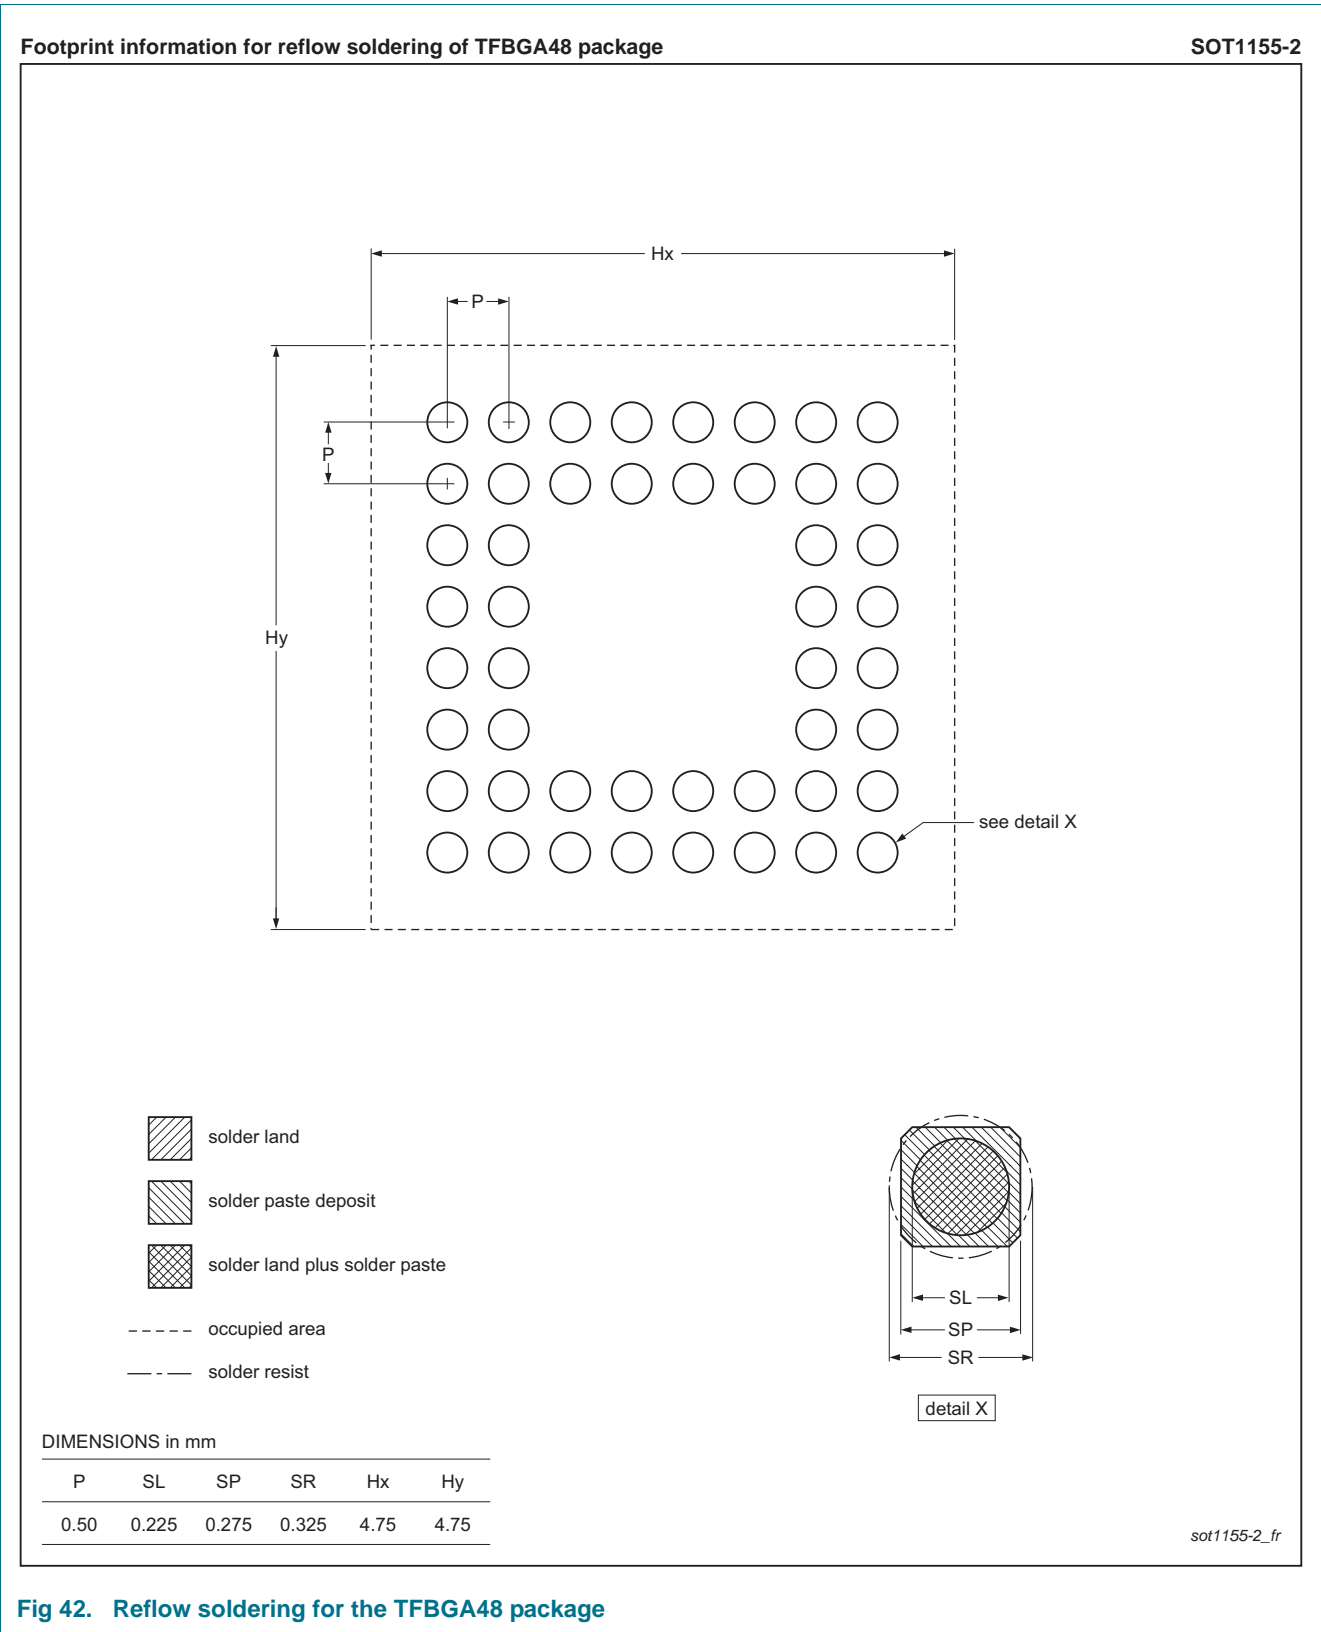 Footprint information for reflow soldering of TFBGA48 package SOT1155-2
Hx
P
P
Hy
see detail X
solder land
solder paste deposit
solder land plus solder paste
occupied area
solder resist
SL
SP
SR
detail X
DIMENSIONS in mm
P SL SP SR Hx Hy
0.50 0.225 0.275 0.325 4.75 4.75
sot1155-2_fr
Fig 42. Reflow soldering for the TFBGA48 package